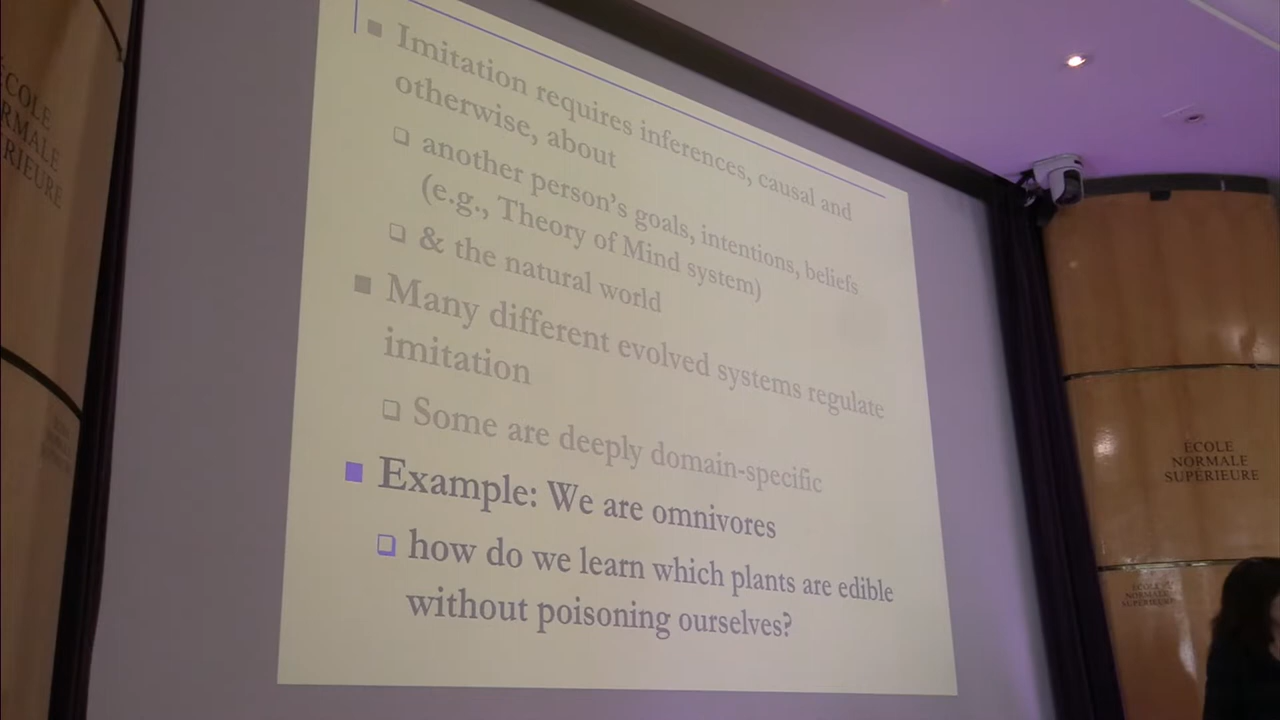 Imitation requires inferences, causal and
otherwise, about
another person's goals, intentions, beliefs
(e.g., Theory of Mind system)
& the natural world
Many different evolved systems regulate
imitation
Some are deeply domain-specific
Example: We are omnivores
how do we learn which plants are edible
without poisoning ourselves?
ECOLE
NORMALE
SUPERIEURE
ECOLE
RMALE
RIEURE